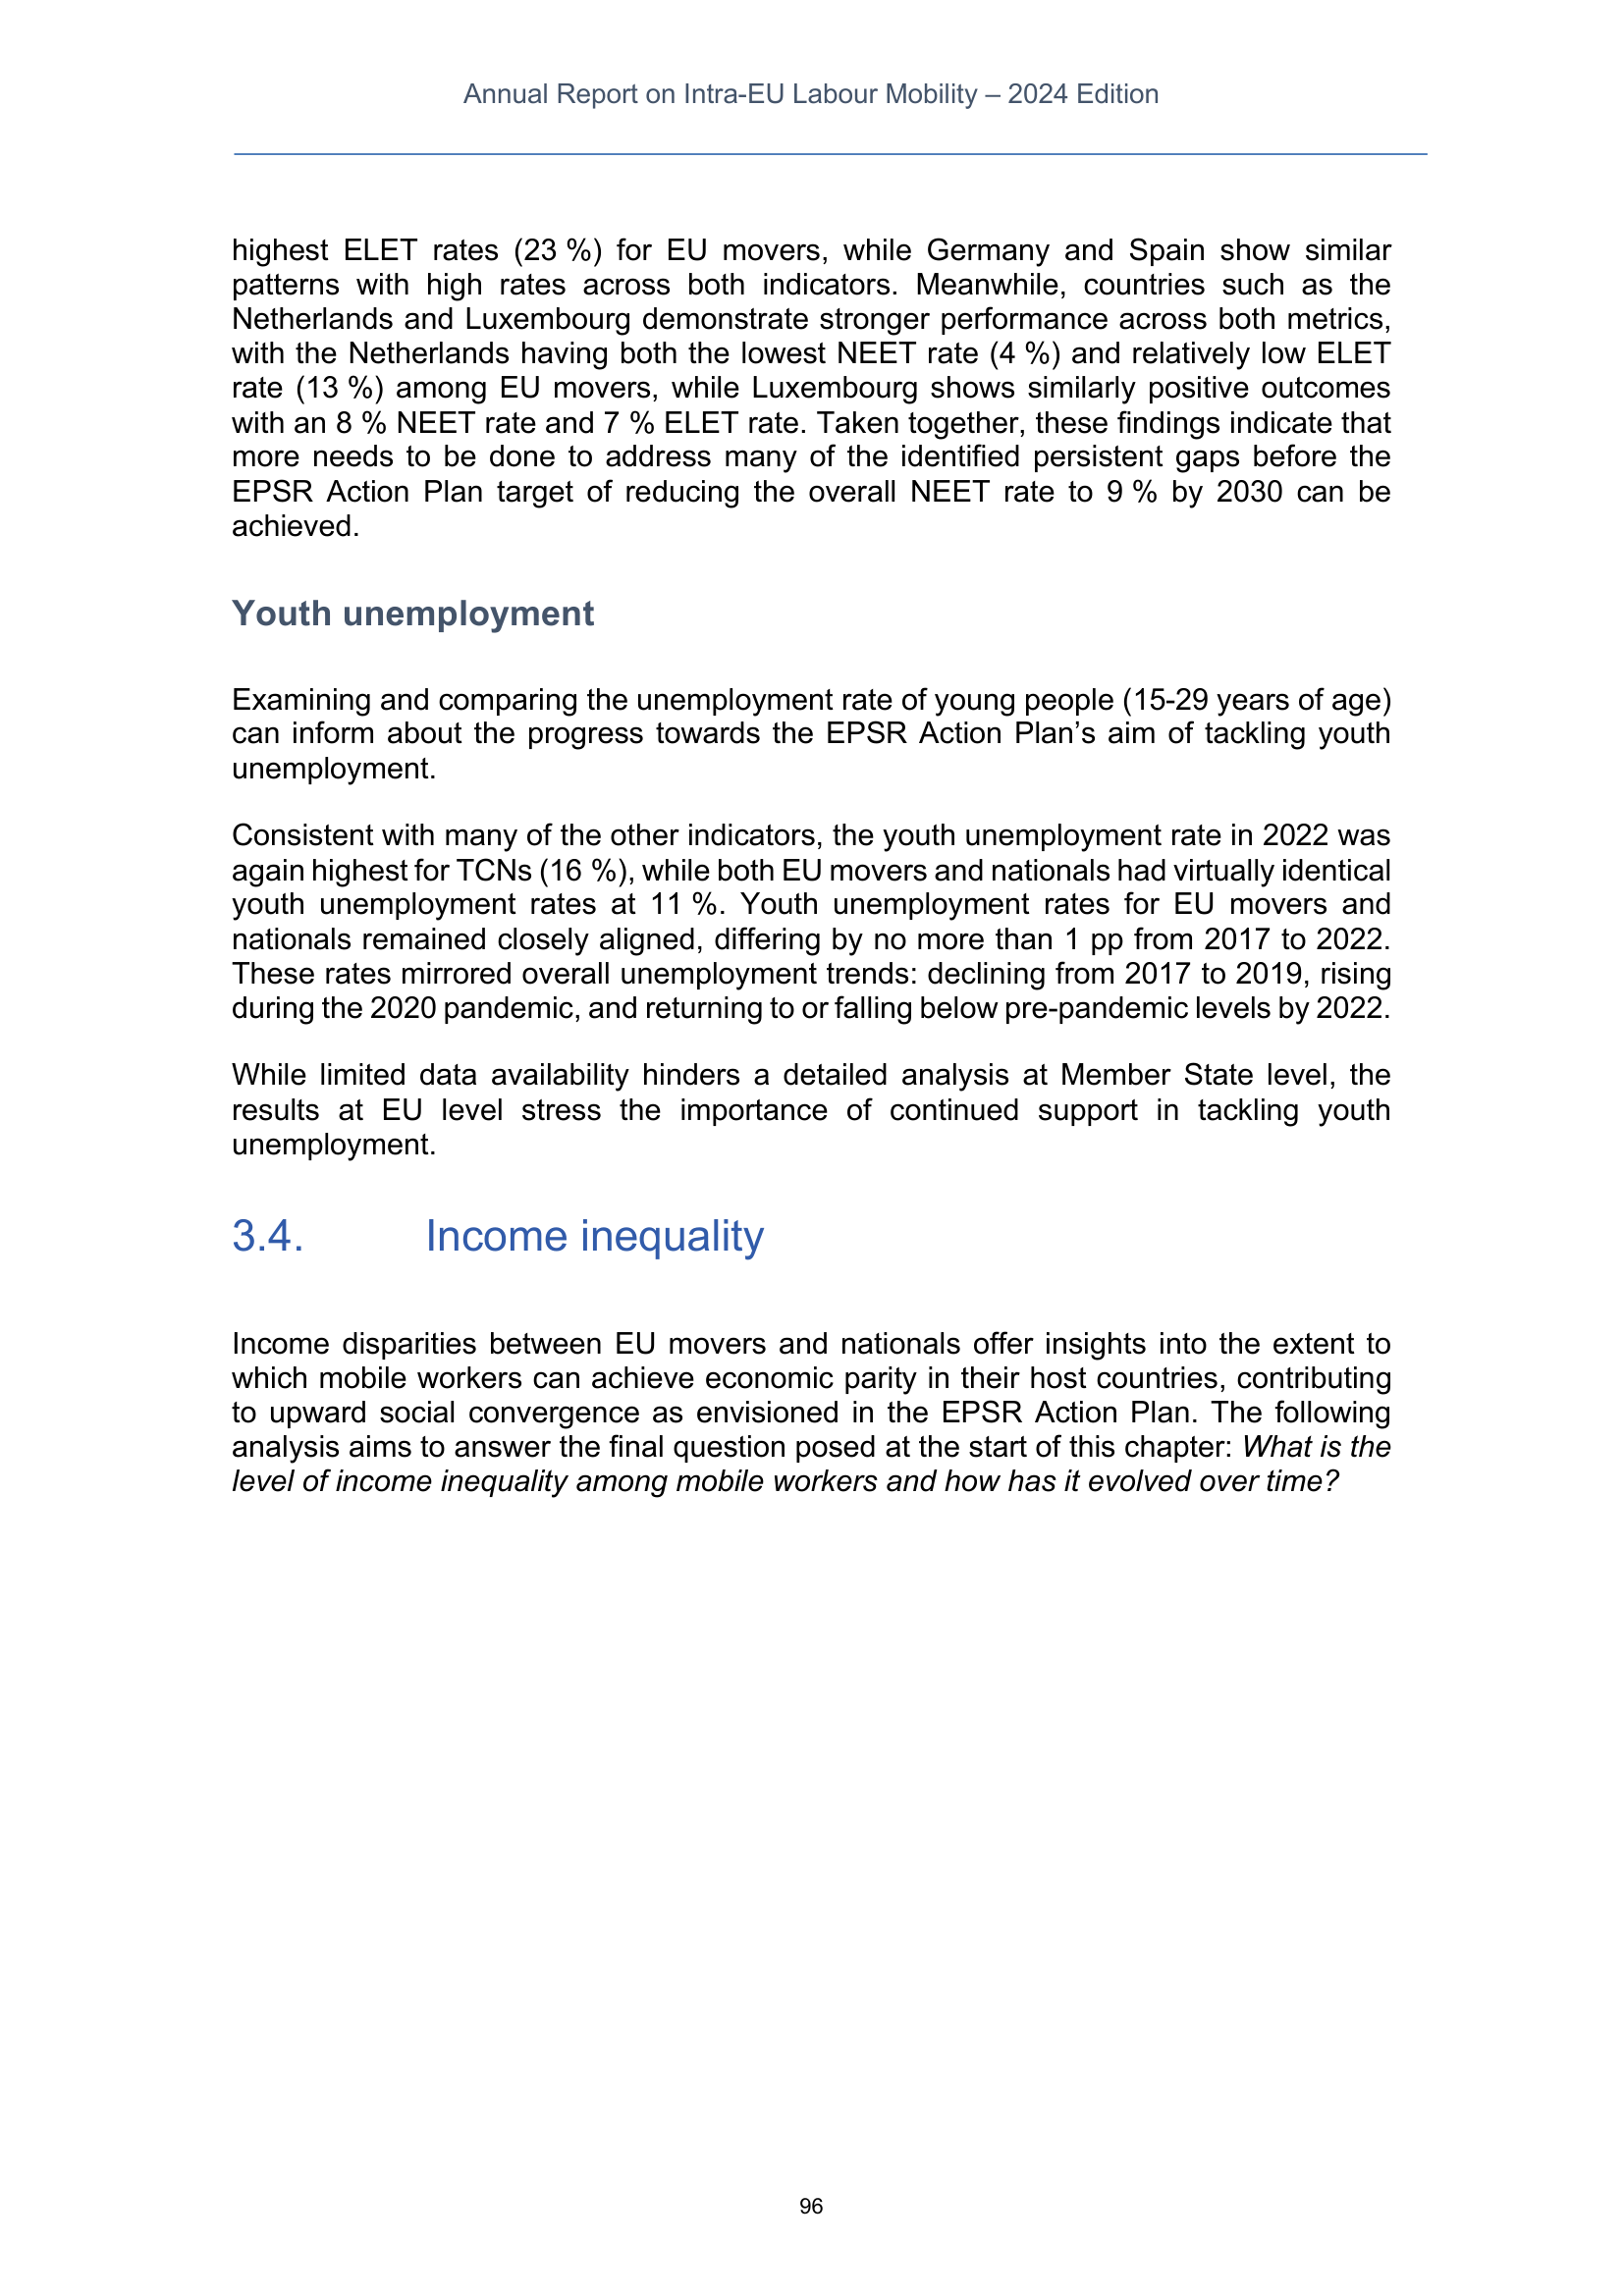 Annual Report on Intra-EU Labour Mobility – 2024 Edition
highest ELET rates (23 %) for EU movers, while Germany and Spain show similar
patterns with high rates across both indicators. Meanwhile, countries such as the
Netherlands and Luxembourg demonstrate stronger performance across both metrics,
with the Netherlands having both the lowest NEET rate (4 %) and relatively low ELET
rate (13 %) among EU movers, while Luxembourg shows similarly positive outcomes
with an 8 % NEET rate and 7 % ELET rate. Taken together, these findings indicate that
more needs to be done to address many of the identified persistent gaps before the
EPSR Action Plan target of reducing the overall NEET rate to 9 % by 2030 can be
achieved.
Youth unemployment
Examining and comparing the unemployment rate of young people (15-29 years of age)
can inform about the progress towards the EPSR Action Plan’s aim of tackling youth
unemployment.
Consistent with many of the other indicators, the youth unemployment rate in 2022 was
again highest for TCNs (16 %), while both EU movers and nationals had virtually identical
youth unemployment rates at 11 %. Youth unemployment rates for EU movers and
nationals remained closely aligned, differing by no more than 1 pp from 2017 to 2022.
These rates mirrored overall unemployment trends: declining from 2017 to 2019, rising
during the 2020 pandemic, and returning to or falling below pre-pandemic levels by 2022.
While limited data availability hinders a detailed analysis at Member State level, the
results at EU level stress the importance of continued support in tackling youth
unemployment.
3.4. Income inequality
Income disparities between EU movers and nationals offer insights into the extent to
which mobile workers can achieve economic parity in their host countries, contributing
to upward social convergence as envisioned in the EPSR Action Plan. The following
analysis aims to answer the final question posed at the start of this chapter: What is the
level of income inequality among mobile workers and how has it evolved over time?
96